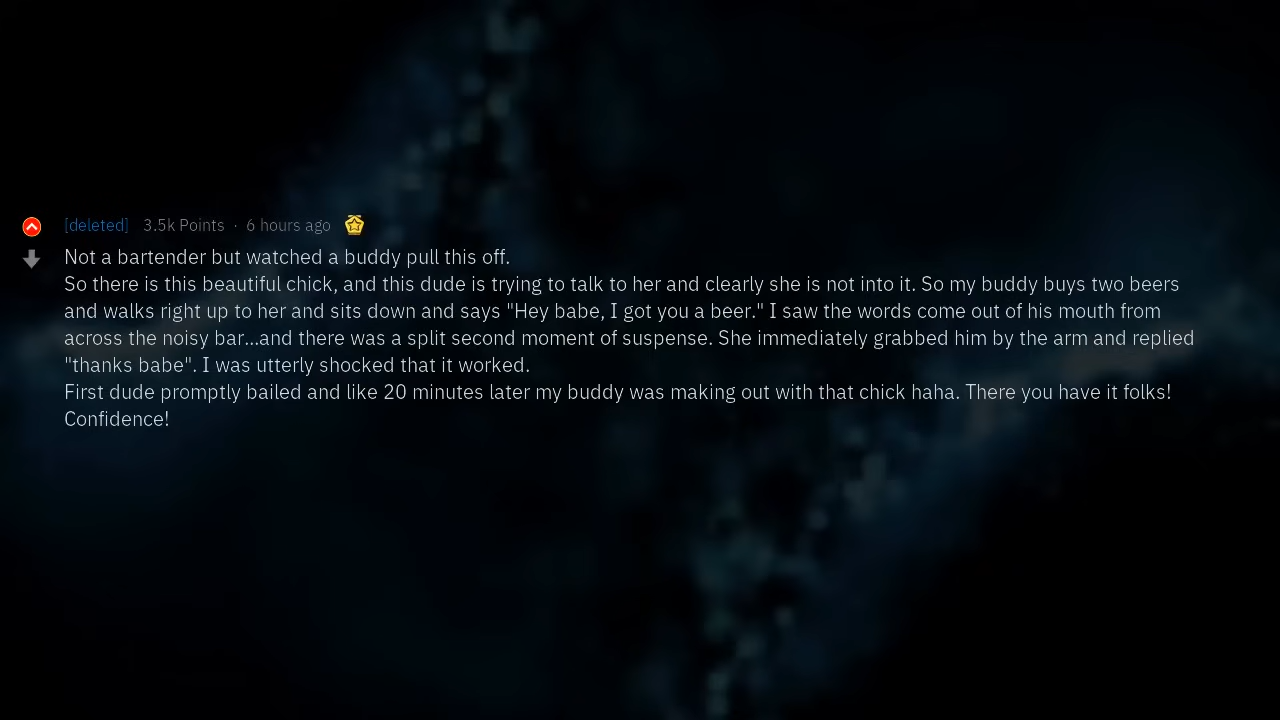 [deleted] 3.5k Points · 6 hours ago
Not a bartender but watched a buddy pull this off.
So there is this beautiful chick, and this dude is trying to talk to her and clearly she is not into it. So my buddy buys two beers
and walks right up to her and sits down and says "Hey babe, I got you a beer." I saw the words come out of his mouth from
across the noisy bar...and there was a split second moment of suspense. She immediately grabbed him by the arm and replied
"thanks babe". I was utterly shocked that it worked.
First dude promptly bailed and like 20 minutes later my buddy was making out with that chick haha. There you have it folks!
Confidence!